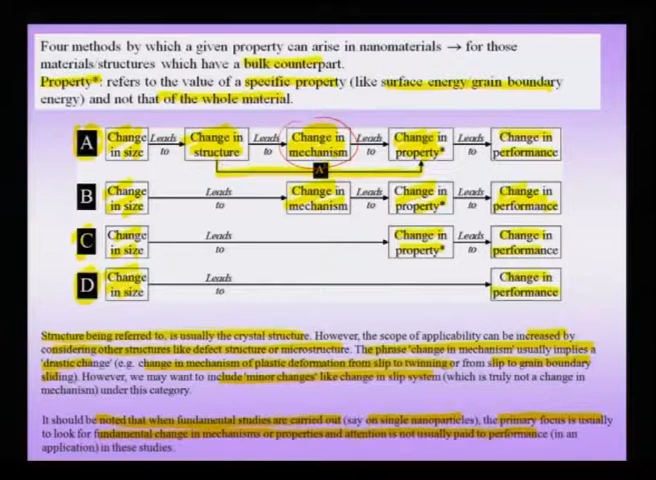 Four methods by which a given property can arise in nanomaterials → for those
materials/structures which have a bulk counterpart.
Property*: refers to the value of a specific property (like surface energy/grain boundary
energy) and not that of the whole material.
A Change in size Leads to Change in structure Leads to Change in mechanism Leads to Change in property* Leads to Change in performance
A'
B Change in size Leads to Change in mechanism Leads to Change in property* Leads to Change in performance
C Change in size Leads to Change in property* Leads to Change in performance
D Change in size Leads to Change in performance
Structure being referred to, is usually the crystal structure. However, the scope of applicability can be increased by
considering other structures like defect structure or microstructure. The phrase 'change in mechanism' usually implies a
'drastic change' (e.g. change in mechanism of plastic deformation from slip to twinning or from slip to grain boundary
sliding). However, we may want to include 'minor changes' like change in slip system (which is truly not a change in
mechanism) under this category.
It should be noted that when fundamental studies are carried out (say on single nanoparticles), the primary focus is usually
to look for fundamental change in mechanisms or properties and attention is not usually paid to performance (in an
application) in these studies.